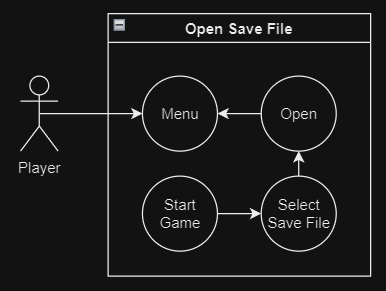 Open Save File
Menu
Open
Player
Start
Game
Select
Save File